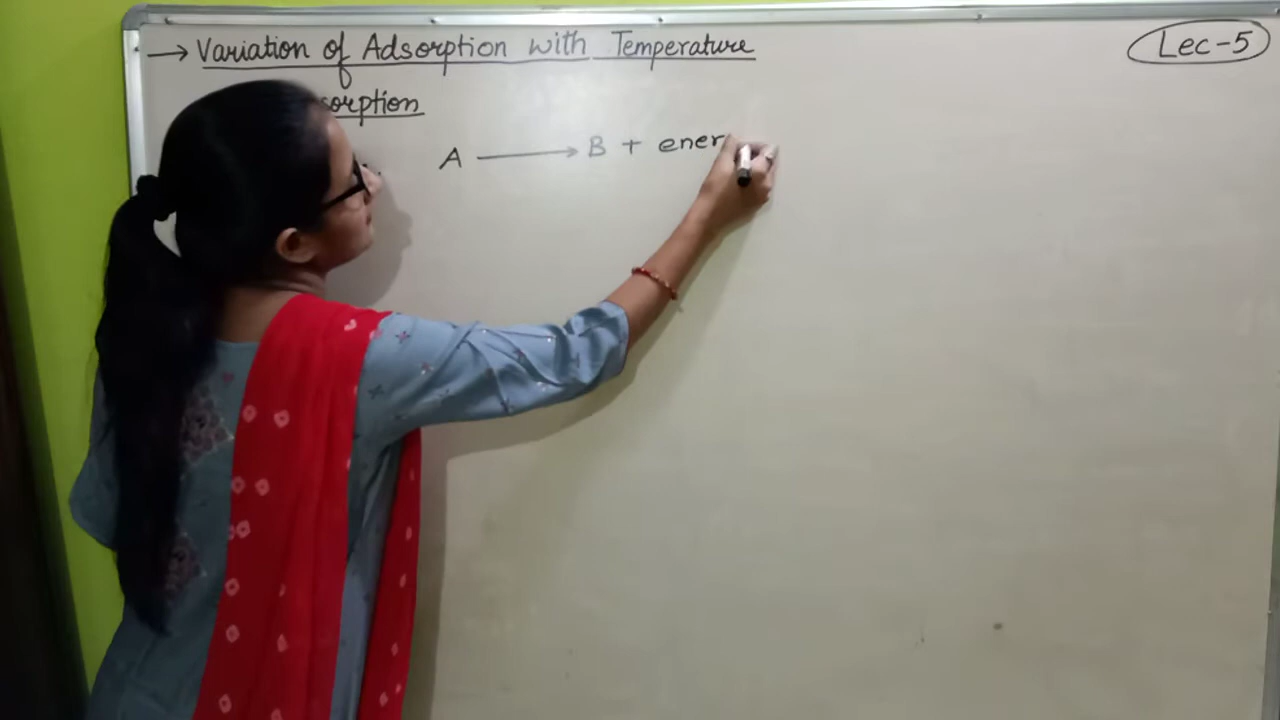 → Variation of Adsorption with Temperature
Lec-5
sorption
A → B + ener